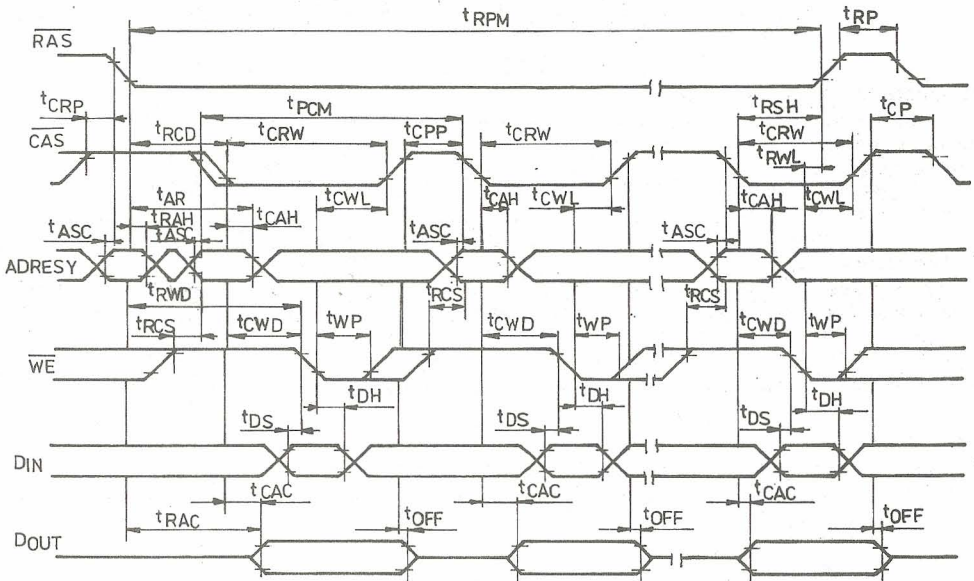 tRPM
tRP
RAS
tCRP
tPCM
tRSH
tCP
CAS
tRCD
tCRW
tCPP
tCRW
tCRW
tRWL
tAR
tCAH
tRAH
tASC
tASC
tCWL
tASC
tCAH
tCWL
tASC
tCAH
tCWL
ADRESY
tRWD
tRCS
tRCS
tRCS
tCWD
tWP
tCWD
tWP
tCWD
tWP
WE
tDS
tDH
tDS
tDH
tDS
tDH
DIN
tCAC
tCAC
tCAC
tRAC
tOFF
tOFF
tOFF
DOUT